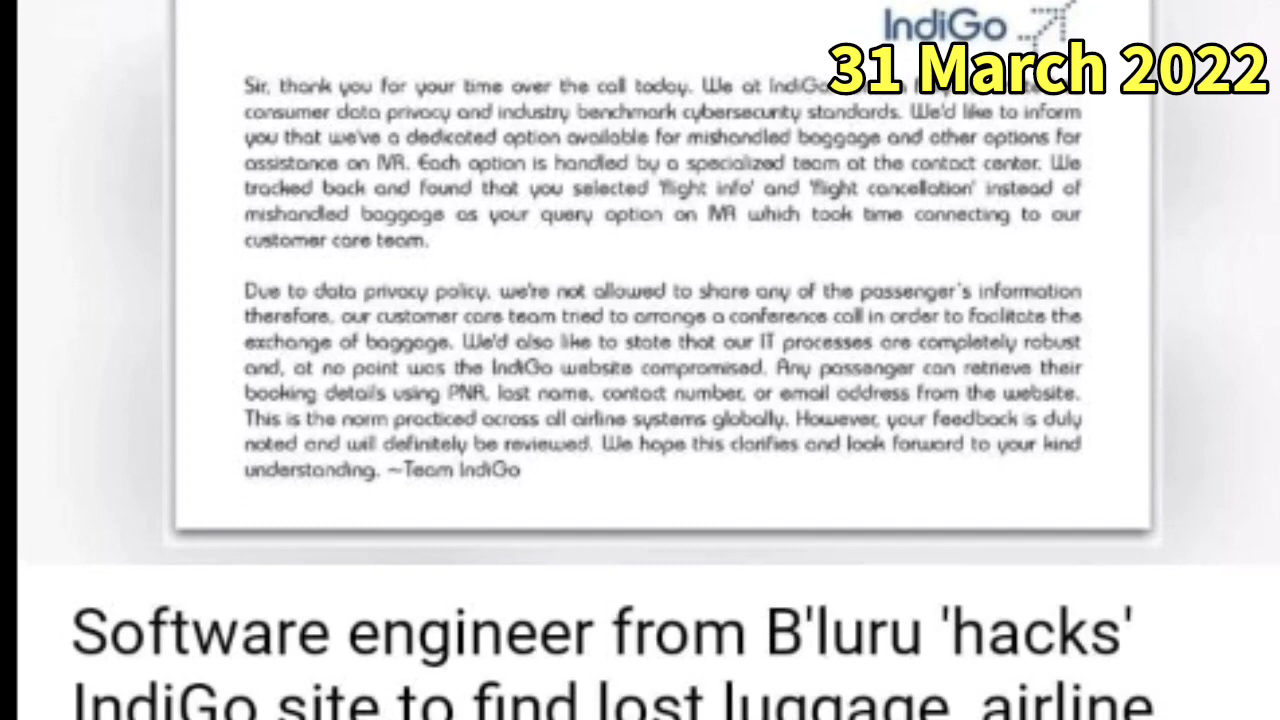 IndiGo
31 March 2022
Sir, thank you for your time over the call today. We at IndiGo
consumer data privacy and industry benchmark cybersecurity standards. We'd like to inform
you that we've a dedicated option available for mishandled baggage and other options for
assistance on IVR. Each option is handled by a specialized team at the contact center. We
tracked back and found that you selected 'flight info' and 'flight cancellation' instead of
mishandled baggage as your query option on IVR which took time connecting to our
customer care team.
Due to data privacy policy, we're not allowed to share any of the passenger's information
therefore, our customer care team tried to arrange a conference call in order to facilitate the
exchange of baggage. We'd also like to state that our IT processes are completely robust
and, at no point was the IndiGo website compromised. Any passenger can retrieve their
booking details using PNR, last name, contact number, or email address from the website.
This is the norm practiced across all airline systems globally. However, your feedback is duly
noted and will definitely be reviewed. We hope this clarifies and look forward to your kind
understanding. ~Team IndiGo
Software engineer from B'luru 'hacks'
IndiGo site to find lost luggage, airline